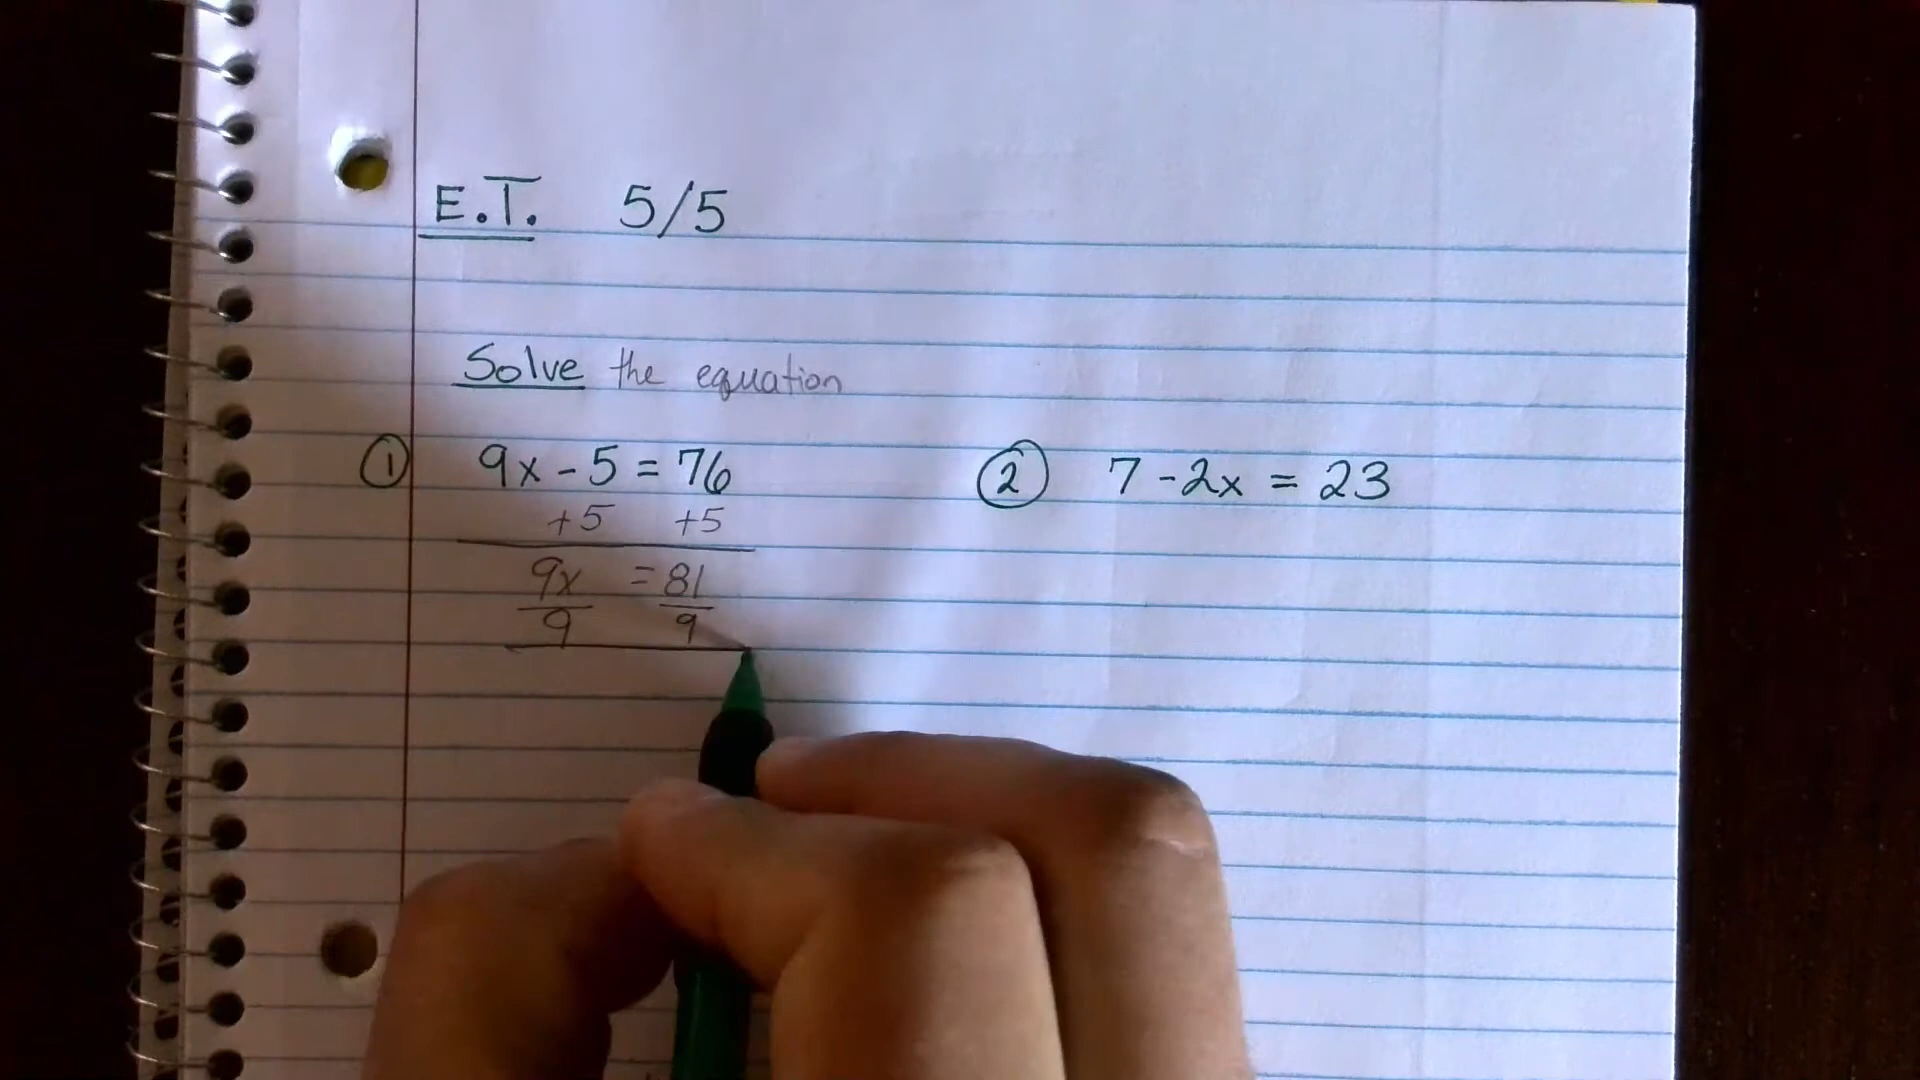 E.T. 5/5
Solve the equation
① 9x - 5 = 76
+5 +5
9x = 81
9 9
② 7 - 2x = 23